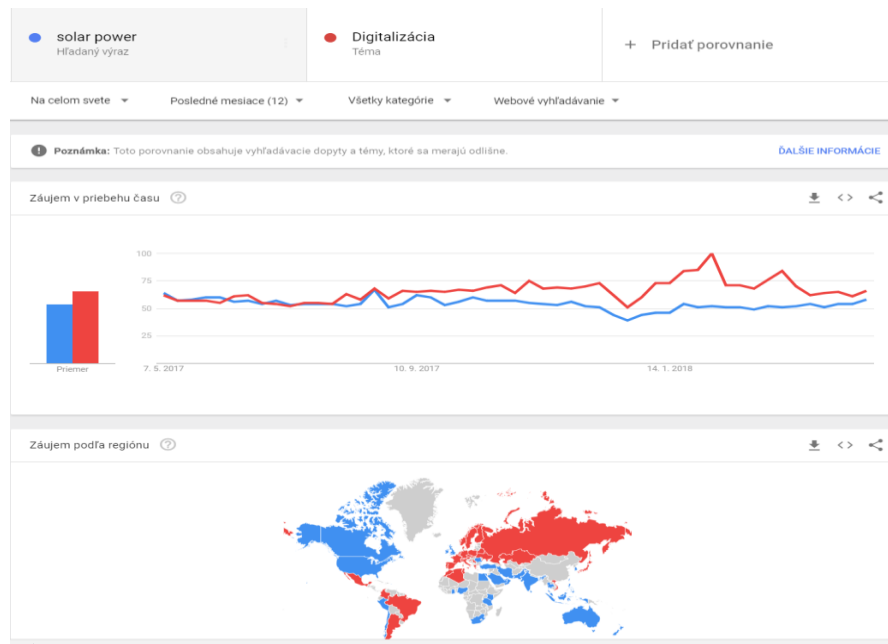 solar power
Hľadaný výraz
Digitalizácia
Téma
+ Pridať porovnanie
Na celom svete
Posledné mesiace (12)
Všetky kategórie
Webové vyhľadávanie
Poznámka: Toto porovnanie obsahuje vyhľadávacie dopyty a témy, ktoré sa merajú odlišne.
ĎALŠIE INFORMÁCIE
Záujem v priebehu času
100
75
50
25
Priemer
7. 5. 2017
10. 9. 2017
14. 1. 2018
Záujem podľa regiónu